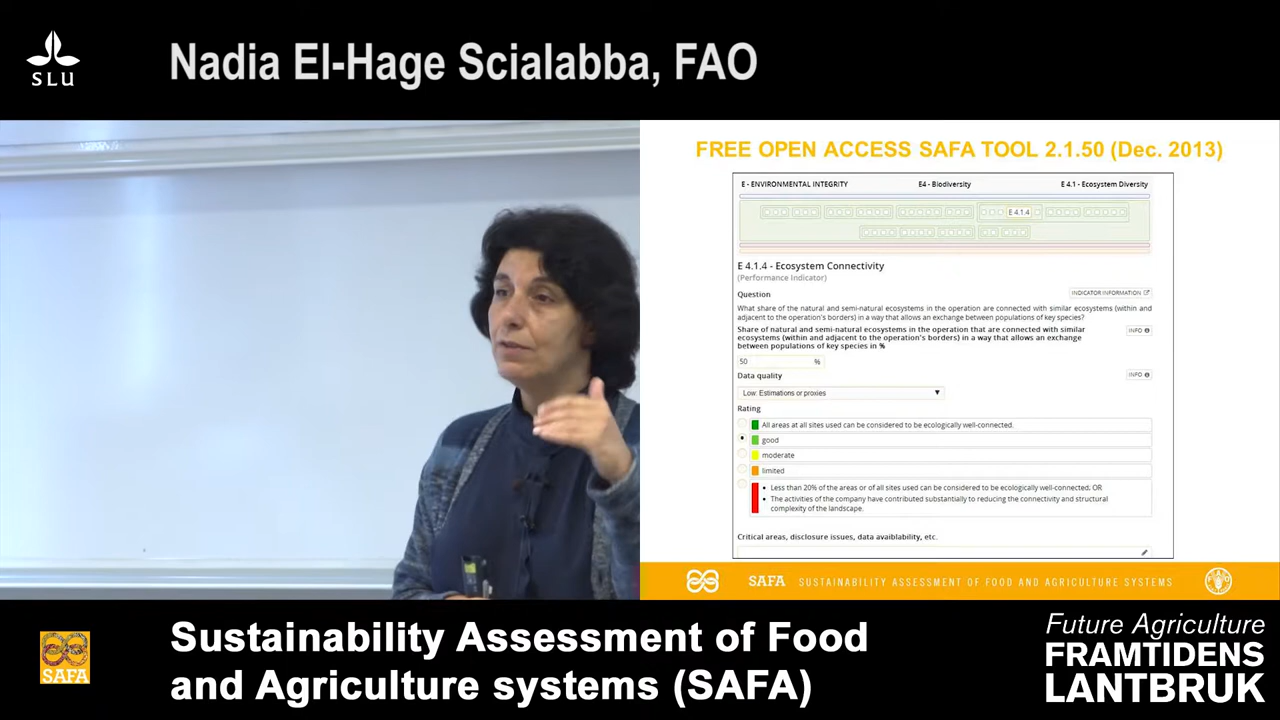 SLU
Nadia El-Hage Scialabba, FAO
FREE OPEN ACCESS SAFA TOOL 2.1.50 (Dec. 2013)
E - ENVIRONMENTAL INTEGRITY E4 - Biodiversity E 4.1 - Ecosystem Diversity
E 4.1.4
E 4.1.4 - Ecosystem Connectivity
(Performance Indicator)
Question INDICATOR INFORMATION
What share of the natural and semi-natural ecosystems in the operation are connected with similar ecosystems (within and
adjacent to the operation's borders) in a way that allows an exchange between populations of key species?
Share of natural and semi-natural ecosystems in the operation that are connected with similar INFO
ecosystems (within and adjacent to the operation's borders) in a way that allows an exchange
between populations of key species in %
50 %
Data quality INFO
Low: Estimations or proxies
Rating
All areas at all sites used can be considered to be ecologically well-connected.
good
moderate
limited
• Less than 20% of the areas or of all sites used can be considered to be ecologically well-connected; OR
• The activities of the company have contributed substantially to reducing the connectivity and structural
complexity of the landscape.
Critical areas, disclosure issues, data avaiblability, etc.
SAFA SUSTAINABILITY ASSESSMENT OF FOOD AND AGRICULTURE SYSTEMS
SAFA
Sustainability Assessment of Food
and Agriculture systems (SAFA)
Future Agriculture
FRAMTIDENS
LANTBRUK